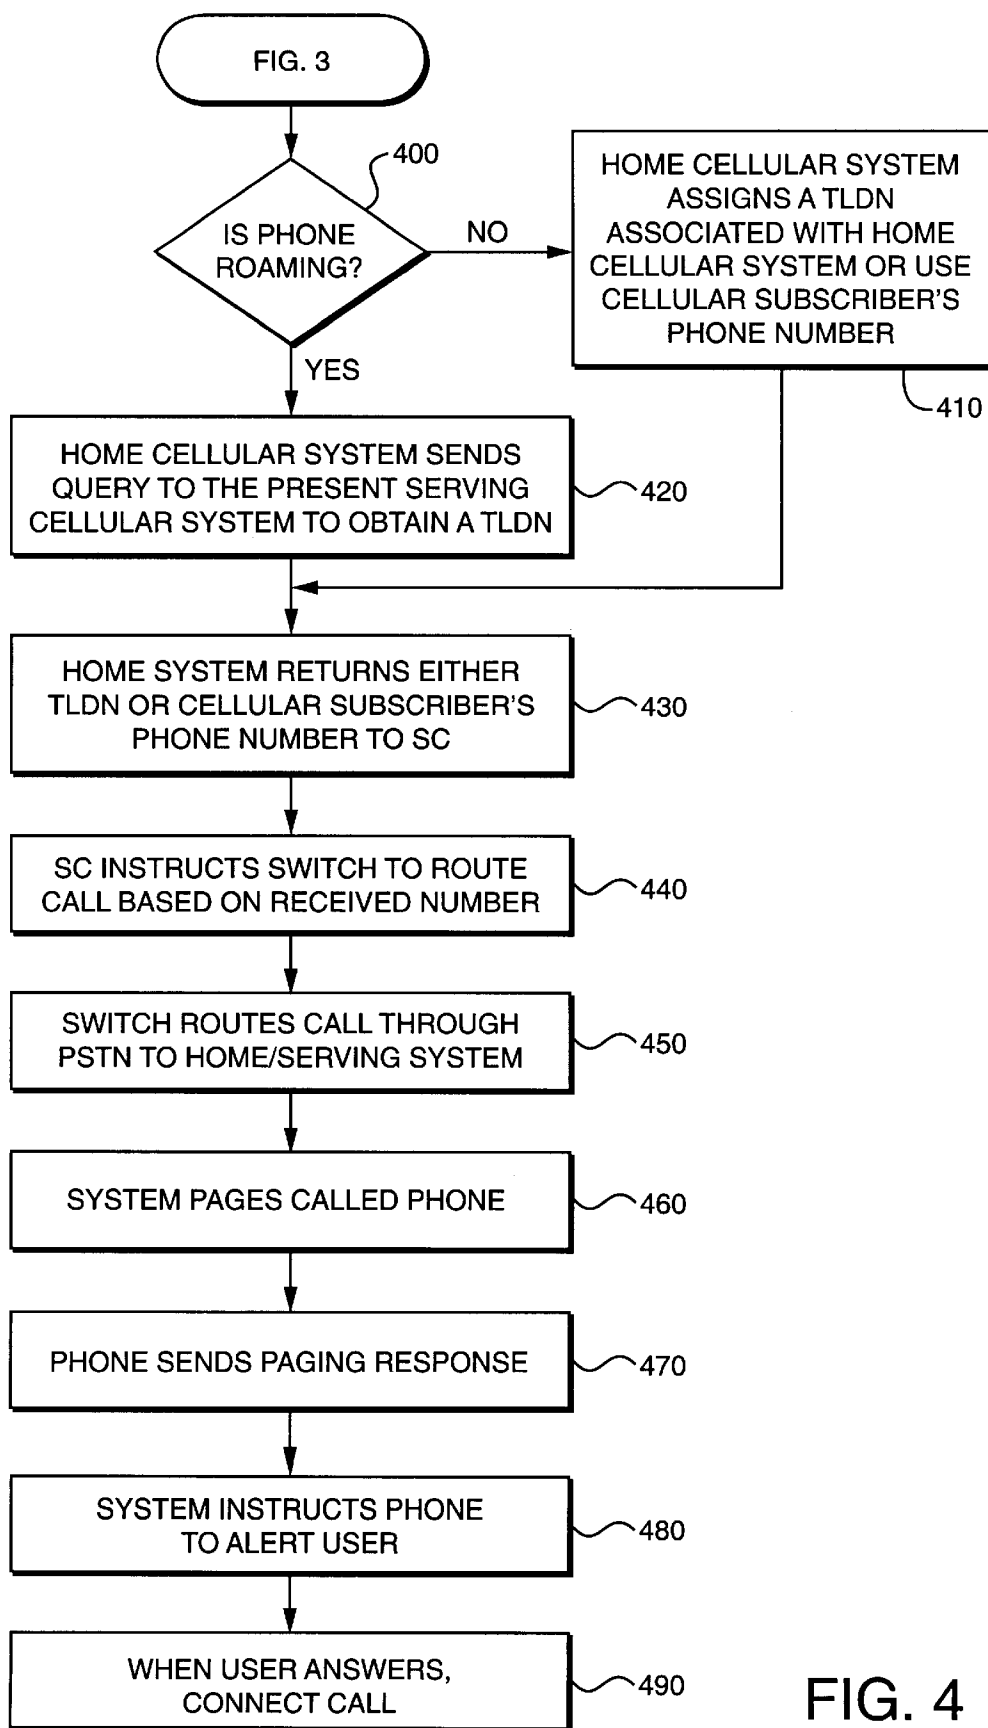 FIG. 3
400
IS PHONE
ROAMING?
NO
YES
HOME CELLULAR SYSTEM
ASSIGNS A TLDN
ASSOCIATED WITH HOME
CELLULAR SYSTEM OR USE
CELLULAR SUBSCRIBER'S
PHONE NUMBER
410
HOME CELLULAR SYSTEM SENDS
QUERY TO THE PRESENT SERVING
CELLULAR SYSTEM TO OBTAIN A TLDN
420
HOME SYSTEM RETURNS EITHER
TLDN OR CELLULAR SUBSCRIBER'S
PHONE NUMBER TO SC
430
SC INSTRUCTS SWITCH TO ROUTE
CALL BASED ON RECEIVED NUMBER
440
SWITCH ROUTES CALL THROUGH
PSTN TO HOME/SERVING SYSTEM
450
SYSTEM PAGES CALLED PHONE
460
PHONE SENDS PAGING RESPONSE
470
SYSTEM INSTRUCTS PHONE
TO ALERT USER
480
WHEN USER ANSWERS,
CONNECT CALL
490
FIG. 4